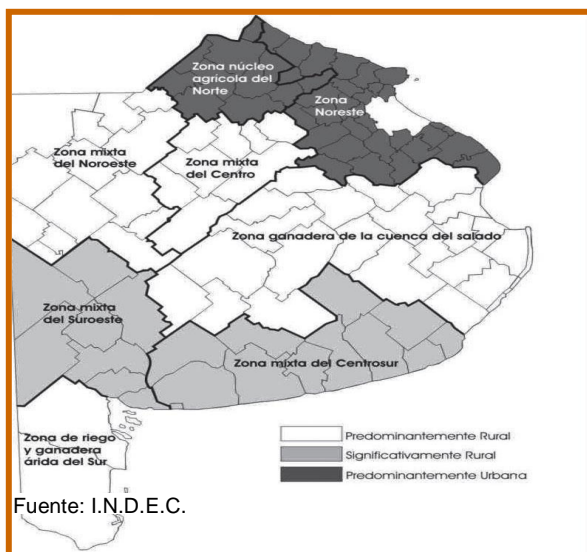 Zona núcleo
agrícola del
Norte
Zona
Noreste
Zona mixta
del Noroeste
Zona mixta
del Centro
Zona ganadera de la cuenca del salado
Zona mixta
del Suroeste
Zona mixta del Centrosur
Zona de riego
y ganadera
árida del Sur
Predominantemente Rural
Significativamente Rural
Predominantemente Urbana
Fuente: I.N.D.E.C.